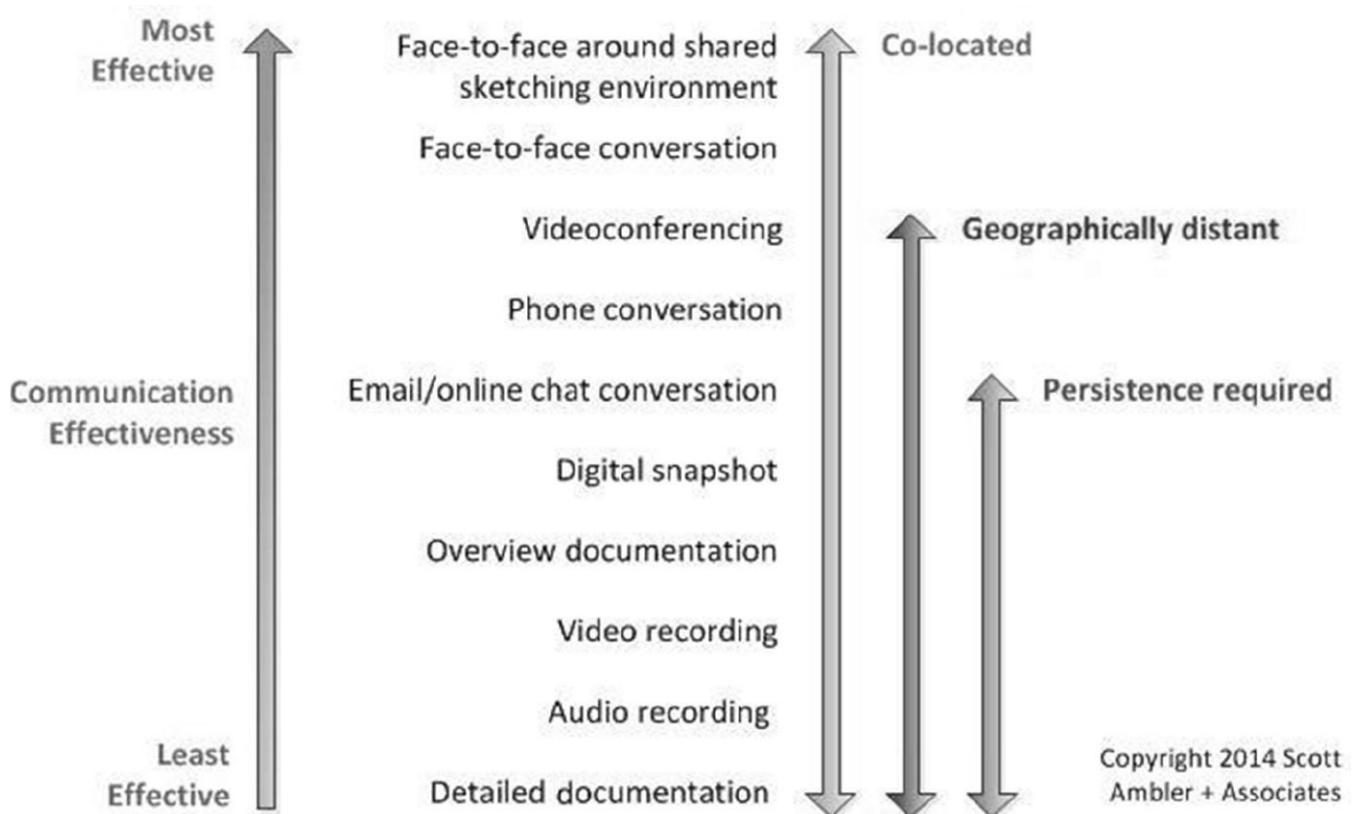 Most
Effective
Face-to-face around shared
sketching environment
Co-located
Face-to-face conversation
Videoconferencing
Geographically distant
Phone conversation
Communication
Effectiveness
Email/online chat conversation
Persistence required
Digital snapshot
Overview documentation
Video recording
Audio recording
Least
Effective
Detailed documentation
Copyright 2014 Scott
Ambler + Associates